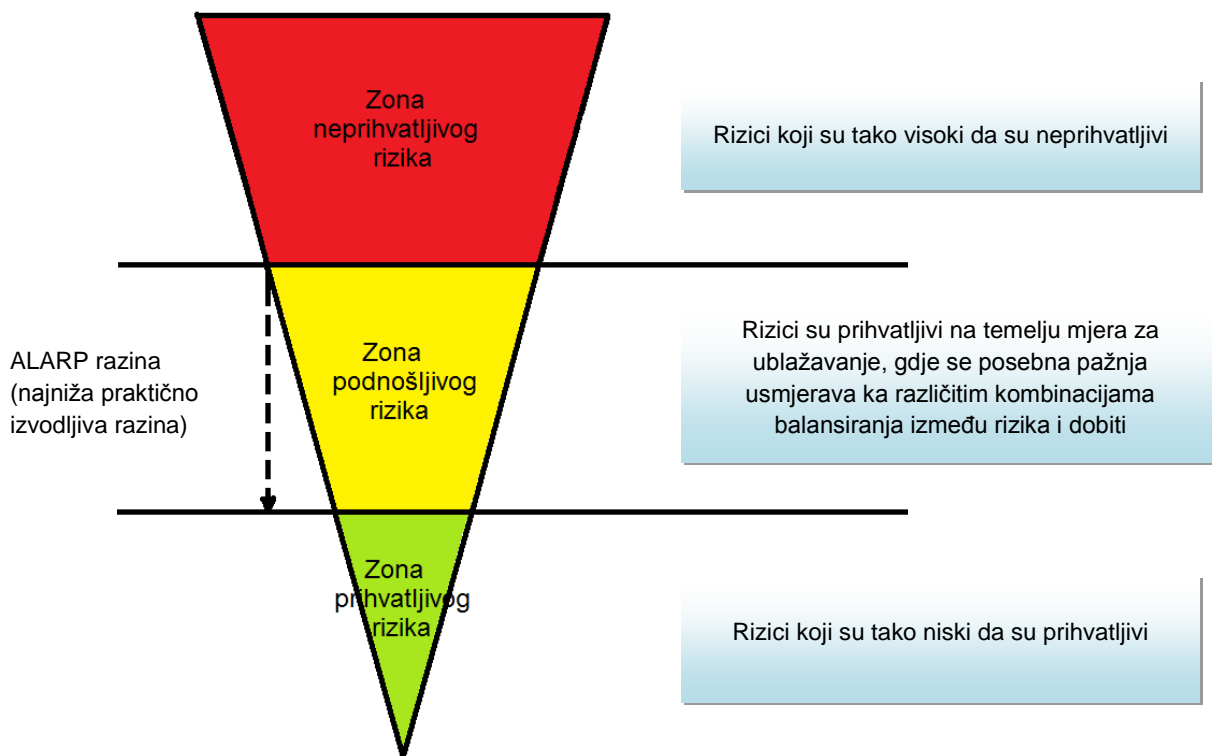 Zona
neprihvatljivog
rizika
Rizici koji su tako visoki da su neprihvatljivi
ALARP razina
(najniža praktično
izvodljiva razina)
Zona
podnošljivog
rizika
Rizici su prihvatljivi na temelju mjera za
ublažavanje, gdje se posebna pažnja
usmjerava ka različitim kombinacijama
balansiranja između rizika i dobiti
Zona
prihvatljivog
rizika
Rizici koji su tako niski da su prihvatljivi